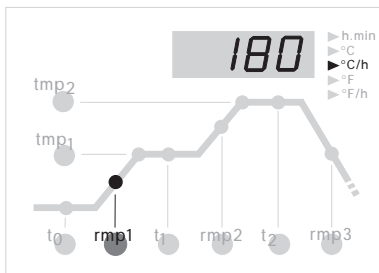 180
h.min
°C
°C/h
°F
°F/h
tmp2
tmp1
t0 rmp1 t1 rmp2 t2 rmp3